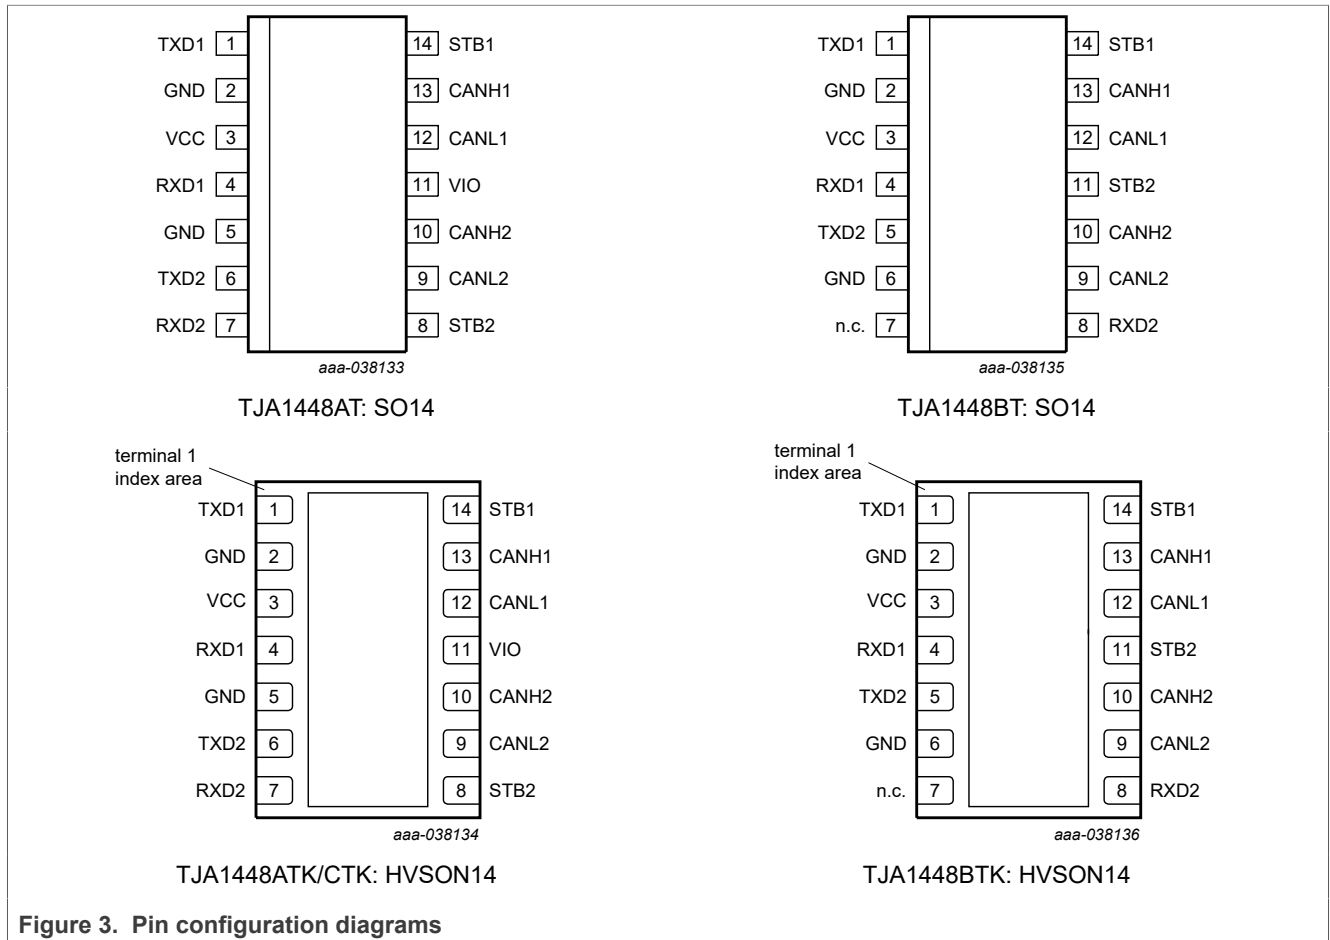 TXD1 1 14 STB1
GND 2 13 CANH1
VCC 3 12 CANL1
RXD1 4 11 VIO
GND 5 10 CANH2
TXD2 6 9 CANL2
RXD2 7 8 STB2
aaa-038133
TJA1448AT: SO14
TXD1 1 14 STB1
GND 2 13 CANH1
VCC 3 12 CANL1
RXD1 4 11 STB2
TXD2 5 10 CANH2
GND 6 9 CANL2
n.c. 7 8 RXD2
aaa-038135
TJA1448BT: SO14
terminal 1
index area
TXD1 1 14 STB1
GND 2 13 CANH1
VCC 3 12 CANL1
RXD1 4 11 VIO
GND 5 10 CANH2
TXD2 6 9 CANL2
RXD2 7 8 STB2
aaa-038134
TJA1448ATK/CTK: HVSON14
terminal 1
index area
TXD1 1 14 STB1
GND 2 13 CANH1
VCC 3 12 CANL1
RXD1 4 11 STB2
TXD2 5 10 CANH2
GND 6 9 CANL2
n.c. 7 8 RXD2
aaa-038136
TJA1448BTK: HVSON14
Figure 3. Pin configuration diagrams